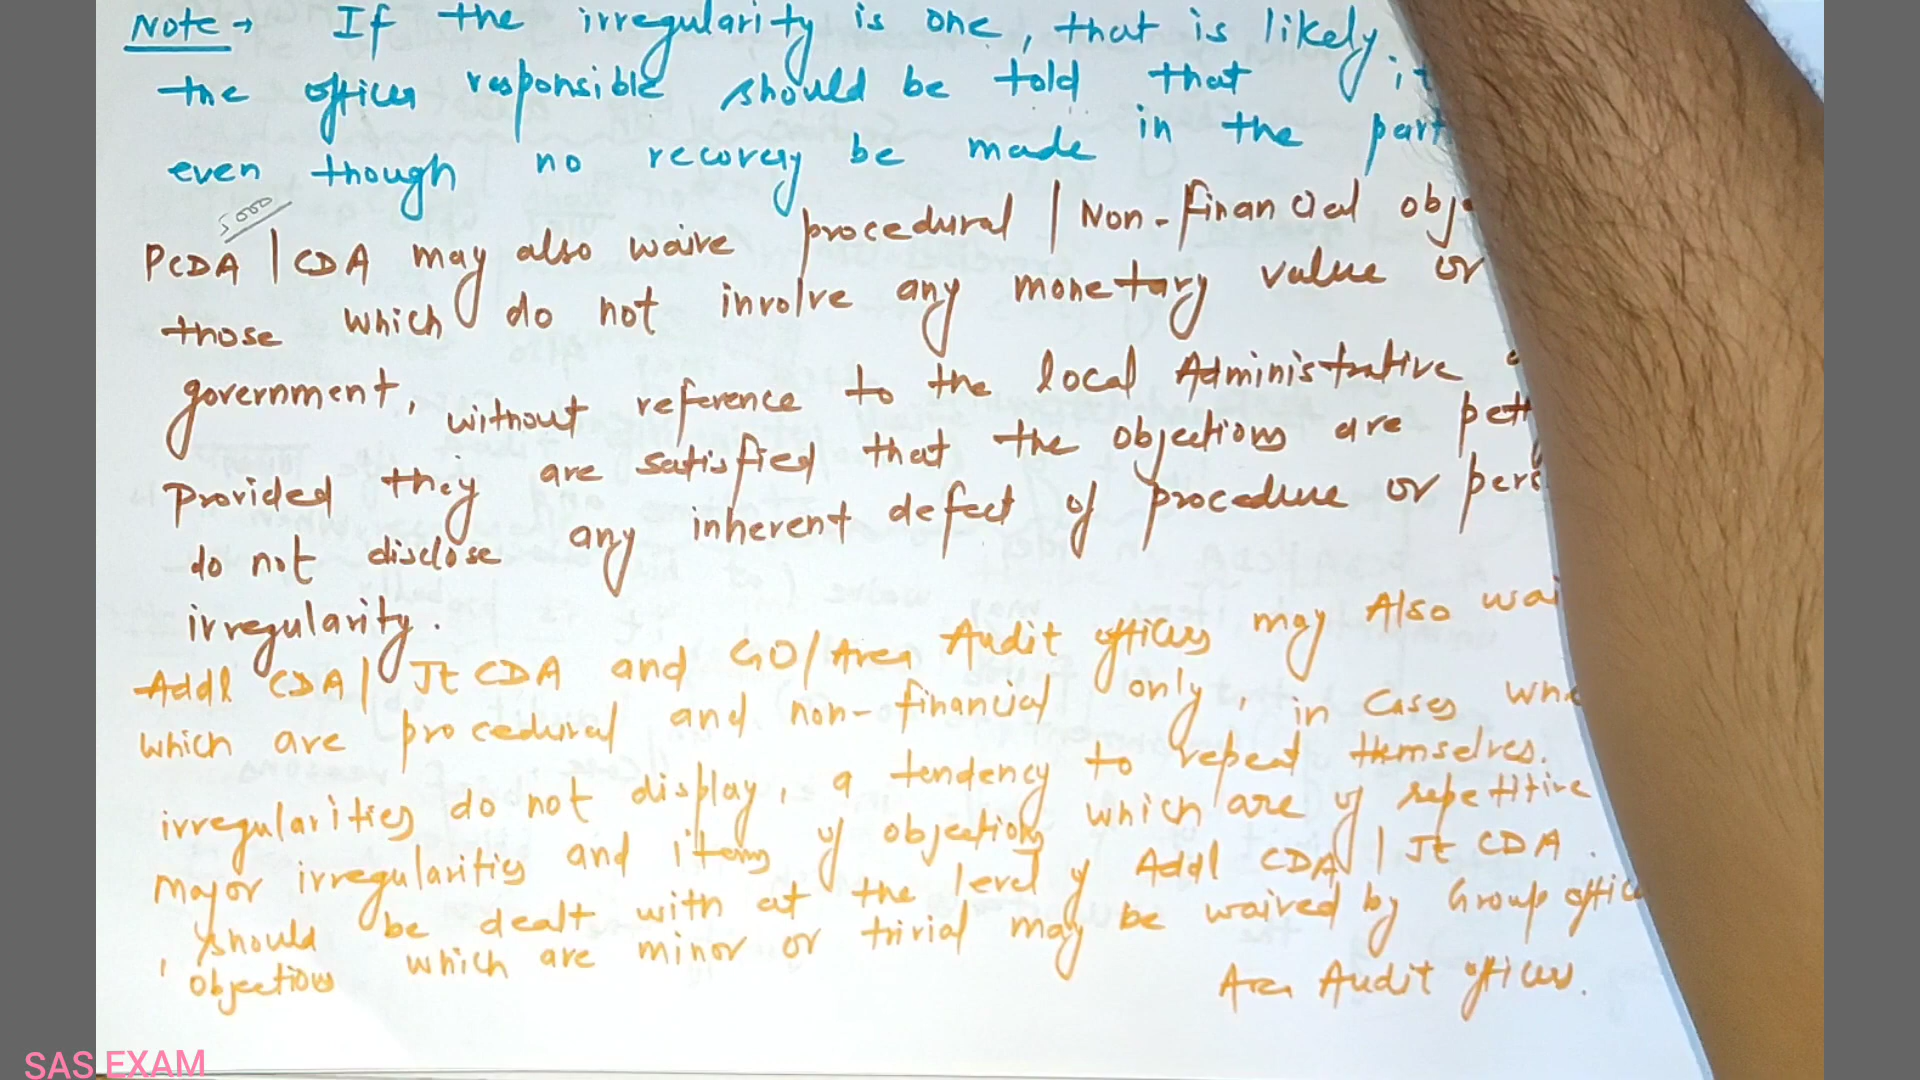 Note → If the irregularity is one, that is likely
the officer responsible should be told that it
even though no recovery be made in the part
5000
PCDA | CDA may also waive procedural | Non-financial obj
those which do not involve any monetary value or
government, without reference to the local Administrative
Provided they are satisfied that the objections are pett
do not disclose any inherent defect of procedure or pers
irregularity.
Addl CDA | Jt CDA and GO/Area Audit officers may Also wai
which are procedural and non-financial only, in cases whe
irregularities do not display, a tendency to repeat themselves.
Major irregularities and items of objections which are of repetitive
should be dealt with at the level of Addl CDA | Jt CDA.
objections which are minor or trivial may be waived by Group office
Area Audit officers.
SAS EXAM